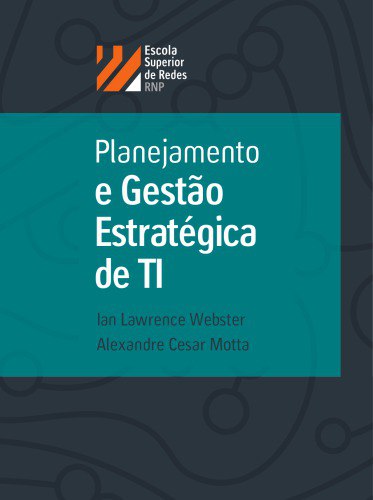 Escola
Superior
de Redes
RNP
Planejamento
e Gestão
Estratégica
de TI
Ian Lawrence Webster
Alexandre Cesar Motta